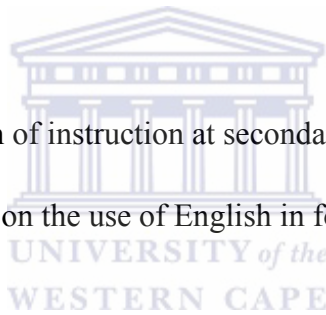 n of instruction at seconda
on the use of English in fo
UNIVERSITY of the
WESTERN CAPE